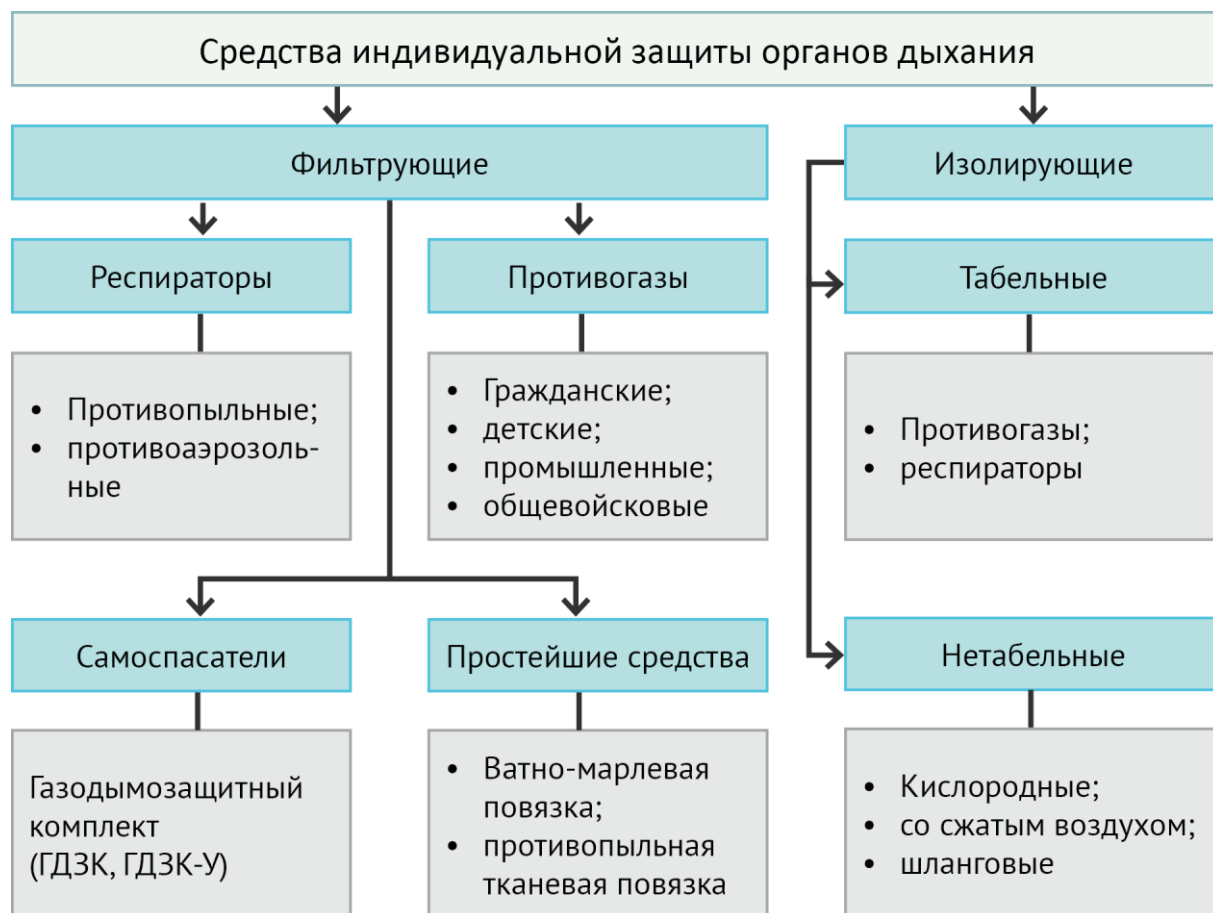 Средства индивидуальной защиты органов дыхания
Фильтрующие
Изолирующие
Респираторы
Противогазы
Табельные
• Противопыльные;
• противоаэрозоль-
ные
• Гражданские;
• детские;
• промышленные;
• общевойсковые
• Противогазы;
• респираторы
Самоспасатели
Простейшие средства
Нетабельные
Газодымозащитный
комплект
(ГДЗК, ГДЗК-У)
• Ватно-марлевая
повязка;
• противопыльная
тканевая повязка
• Кислородные;
• со сжатым воздухом;
• шланговые